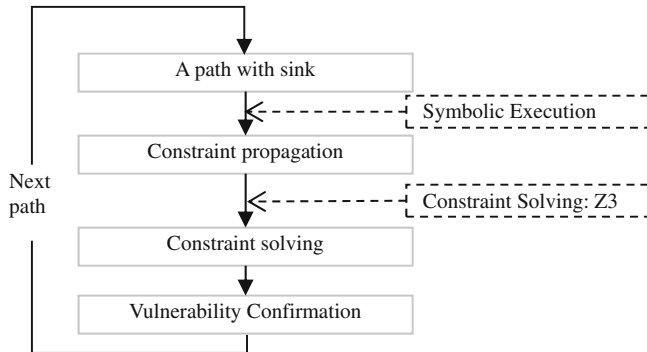 A path with sink
Symbolic Execution
Constraint propagation
Next
path
Constraint Solving: Z3
Constraint solving
Vulnerability Confirmation